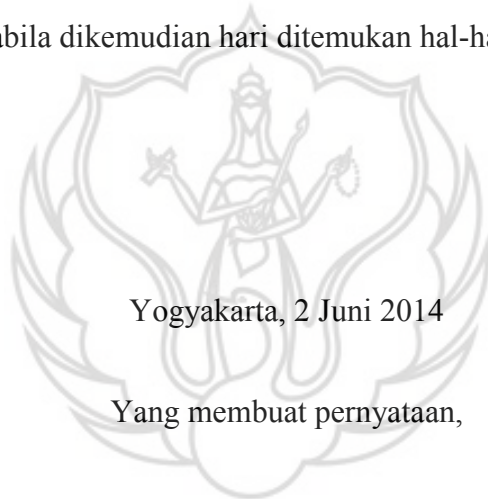 abila dikemudian hari ditemukan hal-ha
Yogyakarta, 2 Juni 2014
Yang membuat pernyataan,